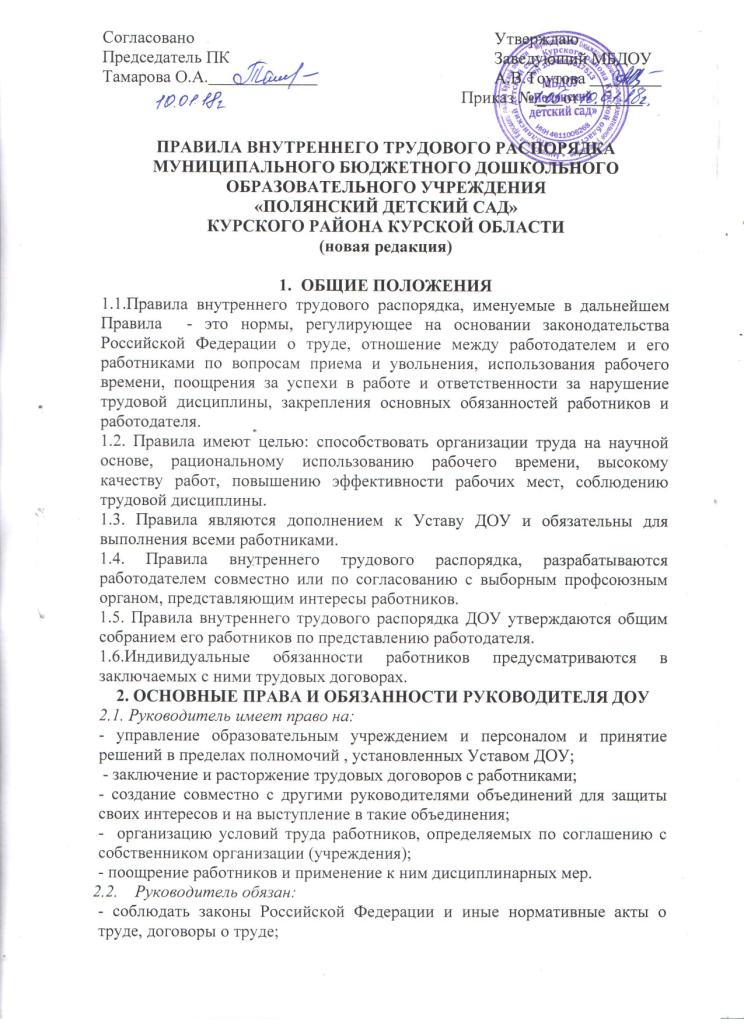 Согласовано
Председатель ПК
Тамарова О.А.____________
10.01.18г
Утверждаю
Заведующий МБДОУ
А.В.Гоутова
Приказ № от 10.01.18г.
МБДОУ
детский сад»
ИНН 4611006268
ПРАВИЛА ВНУТРЕННЕГО ТРУДОВОГО РАСПОРЯДКА
МУНИЦИПАЛЬНОГО БЮДЖЕТНОГО ДОШКОЛЬНОГО
ОБРАЗОВАТЕЛЬНОГО УЧРЕЖДЕНИЯ
«ПОЛЯНСКИЙ ДЕТСКИЙ САД»
КУРСКОГО РАЙОНА КУРСКОЙ ОБЛАСТИ
(новая редакция)
1. ОБЩИЕ ПОЛОЖЕНИЯ
1.1.Правила внутреннего трудового распорядка, именуемые в дальнейшем
Правила - это нормы, регулирующее на основании законодательства
Российской Федерации о труде, отношение между работодателем и его
работниками по вопросам приема и увольнения, использования рабочего
времени, поощрения за успехи в работе и ответственности за нарушение
трудовой дисциплины, закрепления основных обязанностей работников и
работодателя.
1.2. Правила имеют целью: способствовать организации труда на научной
основе, рациональному использованию рабочего времени, высокому
качеству работ, повышению эффективности рабочих мест, соблюдению
трудовой дисциплины.
1.3. Правила являются дополнением к Уставу ДОУ и обязательны для
выполнения всеми работниками.
1.4. Правила внутреннего трудового распорядка, разрабатываются
работодателем совместно или по согласованию с выборным профсоюзным
органом, представляющим интересы работников.
1.5. Правила внутреннего трудового распорядка ДОУ утверждаются общим
собранием его работников по представлению работодателя.
1.6.Индивидуальные обязанности работников предусматриваются в
заключаемых с ними трудовых договорах.
2. ОСНОВНЫЕ ПРАВА И ОБЯЗАННОСТИ РУКОВОДИТЕЛЯ ДОУ
2.1. Руководитель имеет право на:
- управление образовательным учреждением и персоналом и принятие
решений в пределах полномочий , установленных Уставом ДОУ;
- заключение и расторжение трудовых договоров с работниками;
- создание совместно с другими руководителями объединений для защиты
своих интересов и на выступление в такие объединения;
- организацию условий труда работников, определяемых по соглашению с
собственником организации (учреждения);
- поощрение работников и применение к ним дисциплинарных мер.
2.2. Руководитель обязан:
- соблюдать законы Российской Федерации и иные нормативные акты о
труде, договоры о труде;